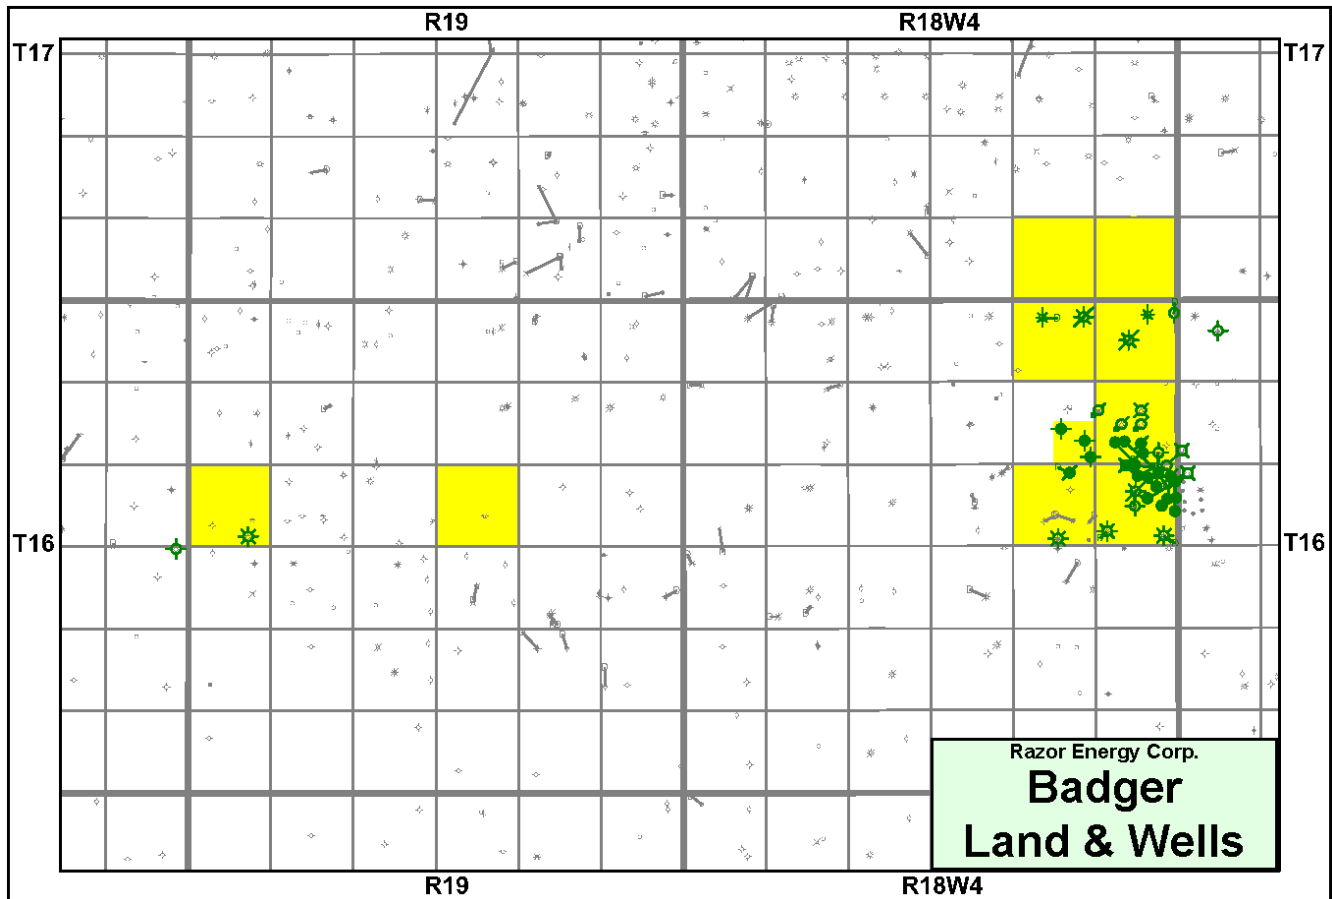 R19 R18W4
T17 T17
T16 T16
Razor Energy Corp.
Badger
Land & Wells
R19 R18W4